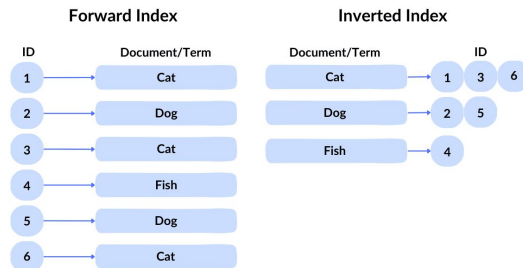 Forward Index
ID Document/Term
1 Cat
2 Dog
3 Cat
4 Fish
5 Dog
6 Cat
Inverted Index
Document/Term ID
Cat 1 3 6
Dog 2 5
Fish 4